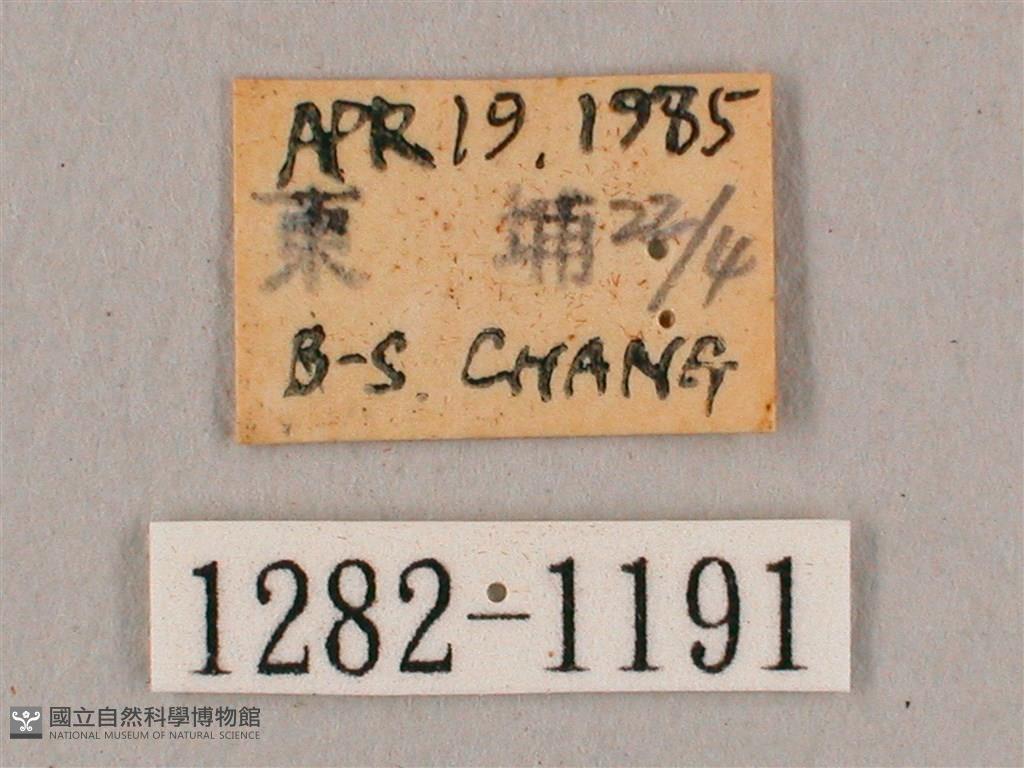 APR 19, 1985
東 埔 22/4
B-S. CHANG
1282-1191
國立自然科學博物館
NATIONAL MUSEUM OF NATURAL SCIENCE